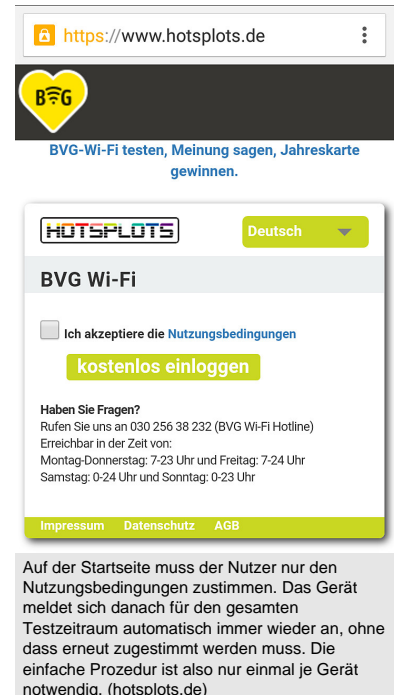 https://www.hotsplots.de
BVG
BVG-Wi-Fi testen, Meinung sagen, Jahreskarte
gewinnen.
HOTSPLOTS
Deutsch
BVG Wi-Fi
Ich akzeptiere die Nutzungsbedingungen
kostenlos einloggen
Haben Sie Fragen?
Rufen Sie uns an 030 256 38 232 (BVG Wi-Fi Hotline)
Erreichbar in der Zeit von:
Montag-Donnerstag: 7-23 Uhr und Freitag: 7-24 Uhr
Samstag: 0-24 Uhr und Sonntag: 0-23 Uhr
Impressum Datenschutz AGB
Auf der Startseite muss der Nutzer nur den
Nutzungsbedingungen zustimmen. Das Gerät
meldet sich danach für den gesamten
Testzeitraum automatisch immer wieder an, ohne
dass erneut zugestimmt werden muss. Die
einfache Prozedur ist also nur einmal je Gerät
notwendig. (hotsplots.de)